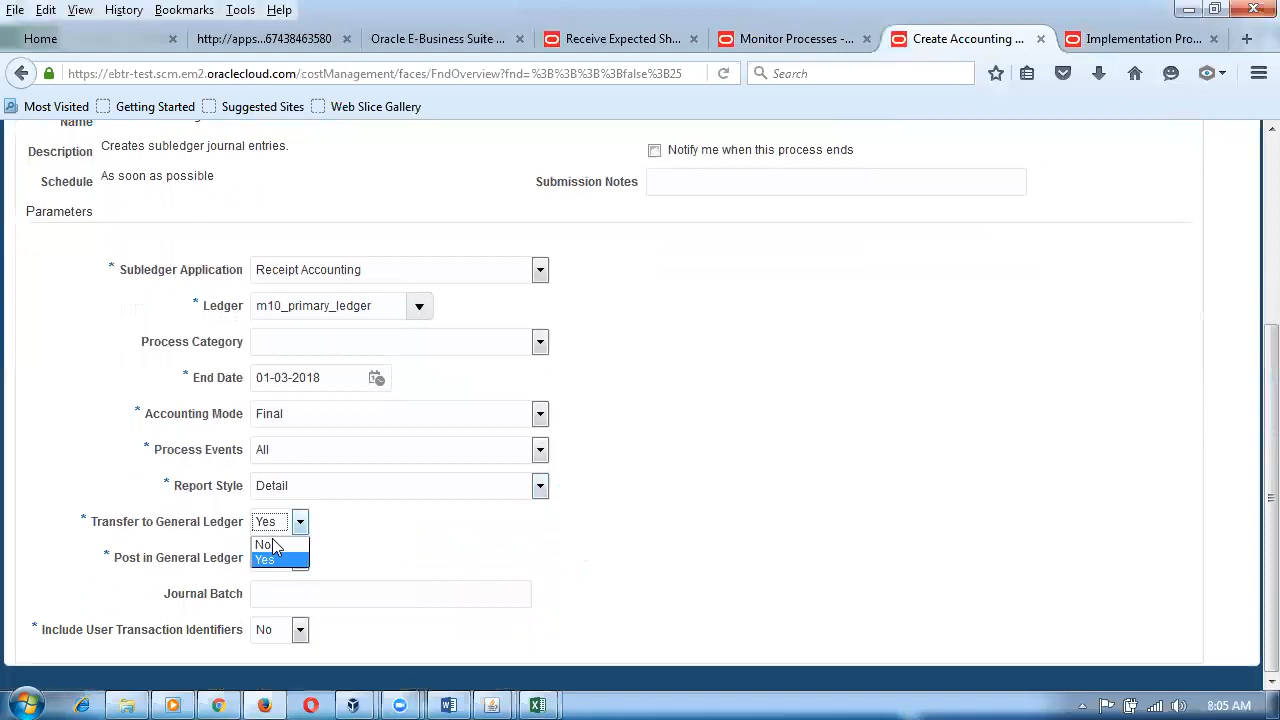 File Edit View History Bookmarks Tools Help
Home http://apps...67438463580 Oracle E-Business Suite ... Receive Expected Sh... Monitor Processes -... Create Accounting ... Implementation Pro...
https://ebtr-test.scm.em2.oraclecloud.com/costManagement/faces/FndOverview?fnd=%3B%3B%3B%3Bfalse%3B25 Search
Most Visited Getting Started Suggested Sites Web Slice Gallery
Name
Description Creates subledger journal entries. Notify me when this process ends
Schedule As soon as possible Submission Notes
Parameters
* Subledger Application Receipt Accounting
* Ledger m10_primary_ledger
Process Category
* End Date 01-03-2018
* Accounting Mode Final
* Process Events All
* Report Style Detail
* Transfer to General Ledger Yes
No
* Post in General Ledger Yes
Journal Batch
* Include User Transaction Identifiers No
8:05 AM